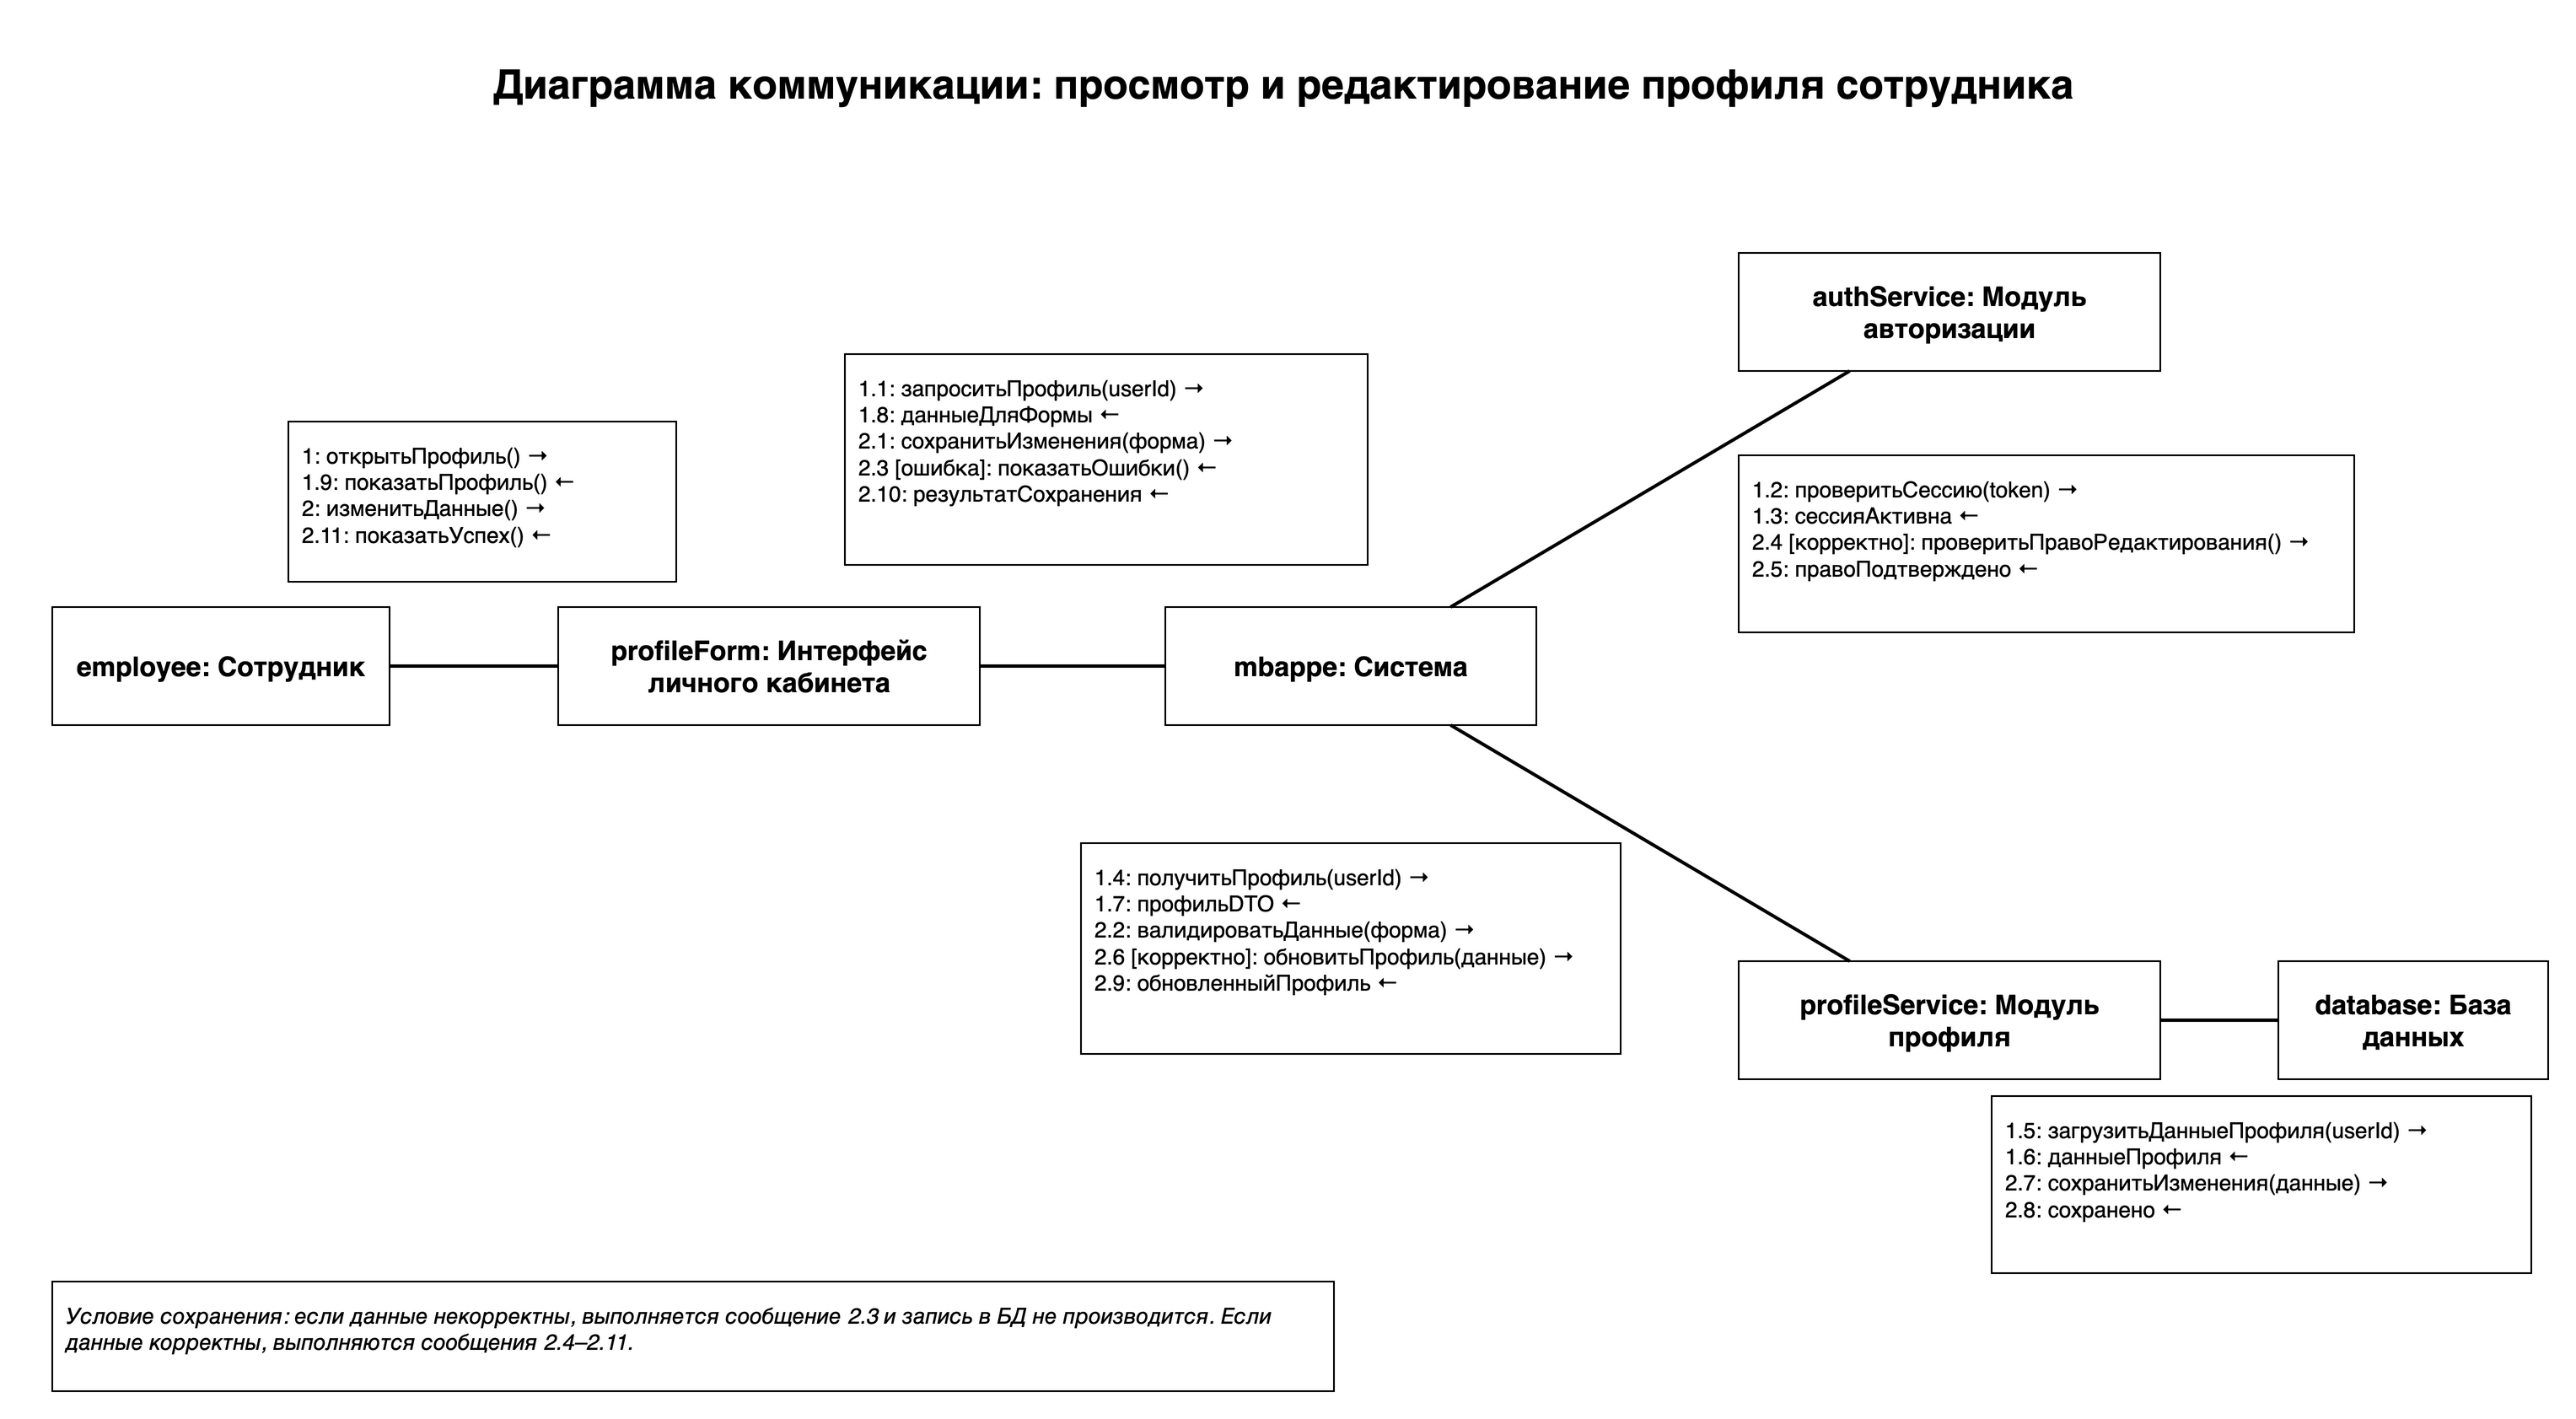 Диаграмма коммуникации: просмотр и редактирование профиля сотрудника
authService: Модуль
авторизации
1.1: запроситьПрофиль(userId) →
1.8: данныеДляФормы ←
2.1: сохранитьИзменения(форма) →
2.3 [ошибка]: показатьОшибки() ←
2.10: результатСохранения ←
1: открытьПрофиль() →
1.9: показатьПрофиль() ←
2: изменитьДанные() →
2.11: показатьУспех() ←
1.2: проверитьСессию(token) →
1.3: сессияАктивна ←
2.4 [корректно]: проверитьПравоРедактирования() →
2.5: правоПодтверждено ←
employee: Сотрудник
profileForm: Интерфейс
личного кабинета
mbappe: Система
1.4: получитьПрофиль(userId) →
1.7: профильDTO ←
2.2: валидироватьДанные(форма) →
2.6 [корректно]: обновитьПрофиль(данные) →
2.9: обновленныйПрофиль ←
profileService: Модуль
профиля
database: База
данных
1.5: загрузитьДанныеПрофиля(userId) →
1.6: данныеПрофиля ←
2.7: сохранитьИзменения(данные) →
2.8: сохранено ←
Условие сохранения: если данные некорректны, выполняется сообщение 2.3 и запись в БД не производится. Если
данные корректны, выполняются сообщения 2.4–2.11.